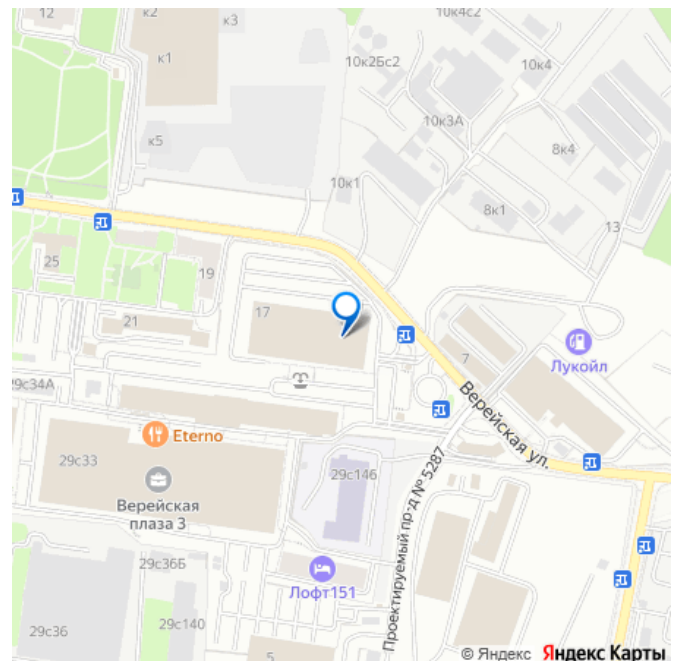 12
к2
к3
10к4с2
к1
10к2Бс2
10к4
10к3А
к5
8к4
10к1
8к1
13
25
19
17
21
7
Лукойл
29с34А
Верейская ул.
Eterno
29с33
29с14б
Верейская
плаза 3
Проектируемый пр-д № 5287
29с36Б
Лофт151
29с36
29с140
5
© Яндекс Яндекс Карты